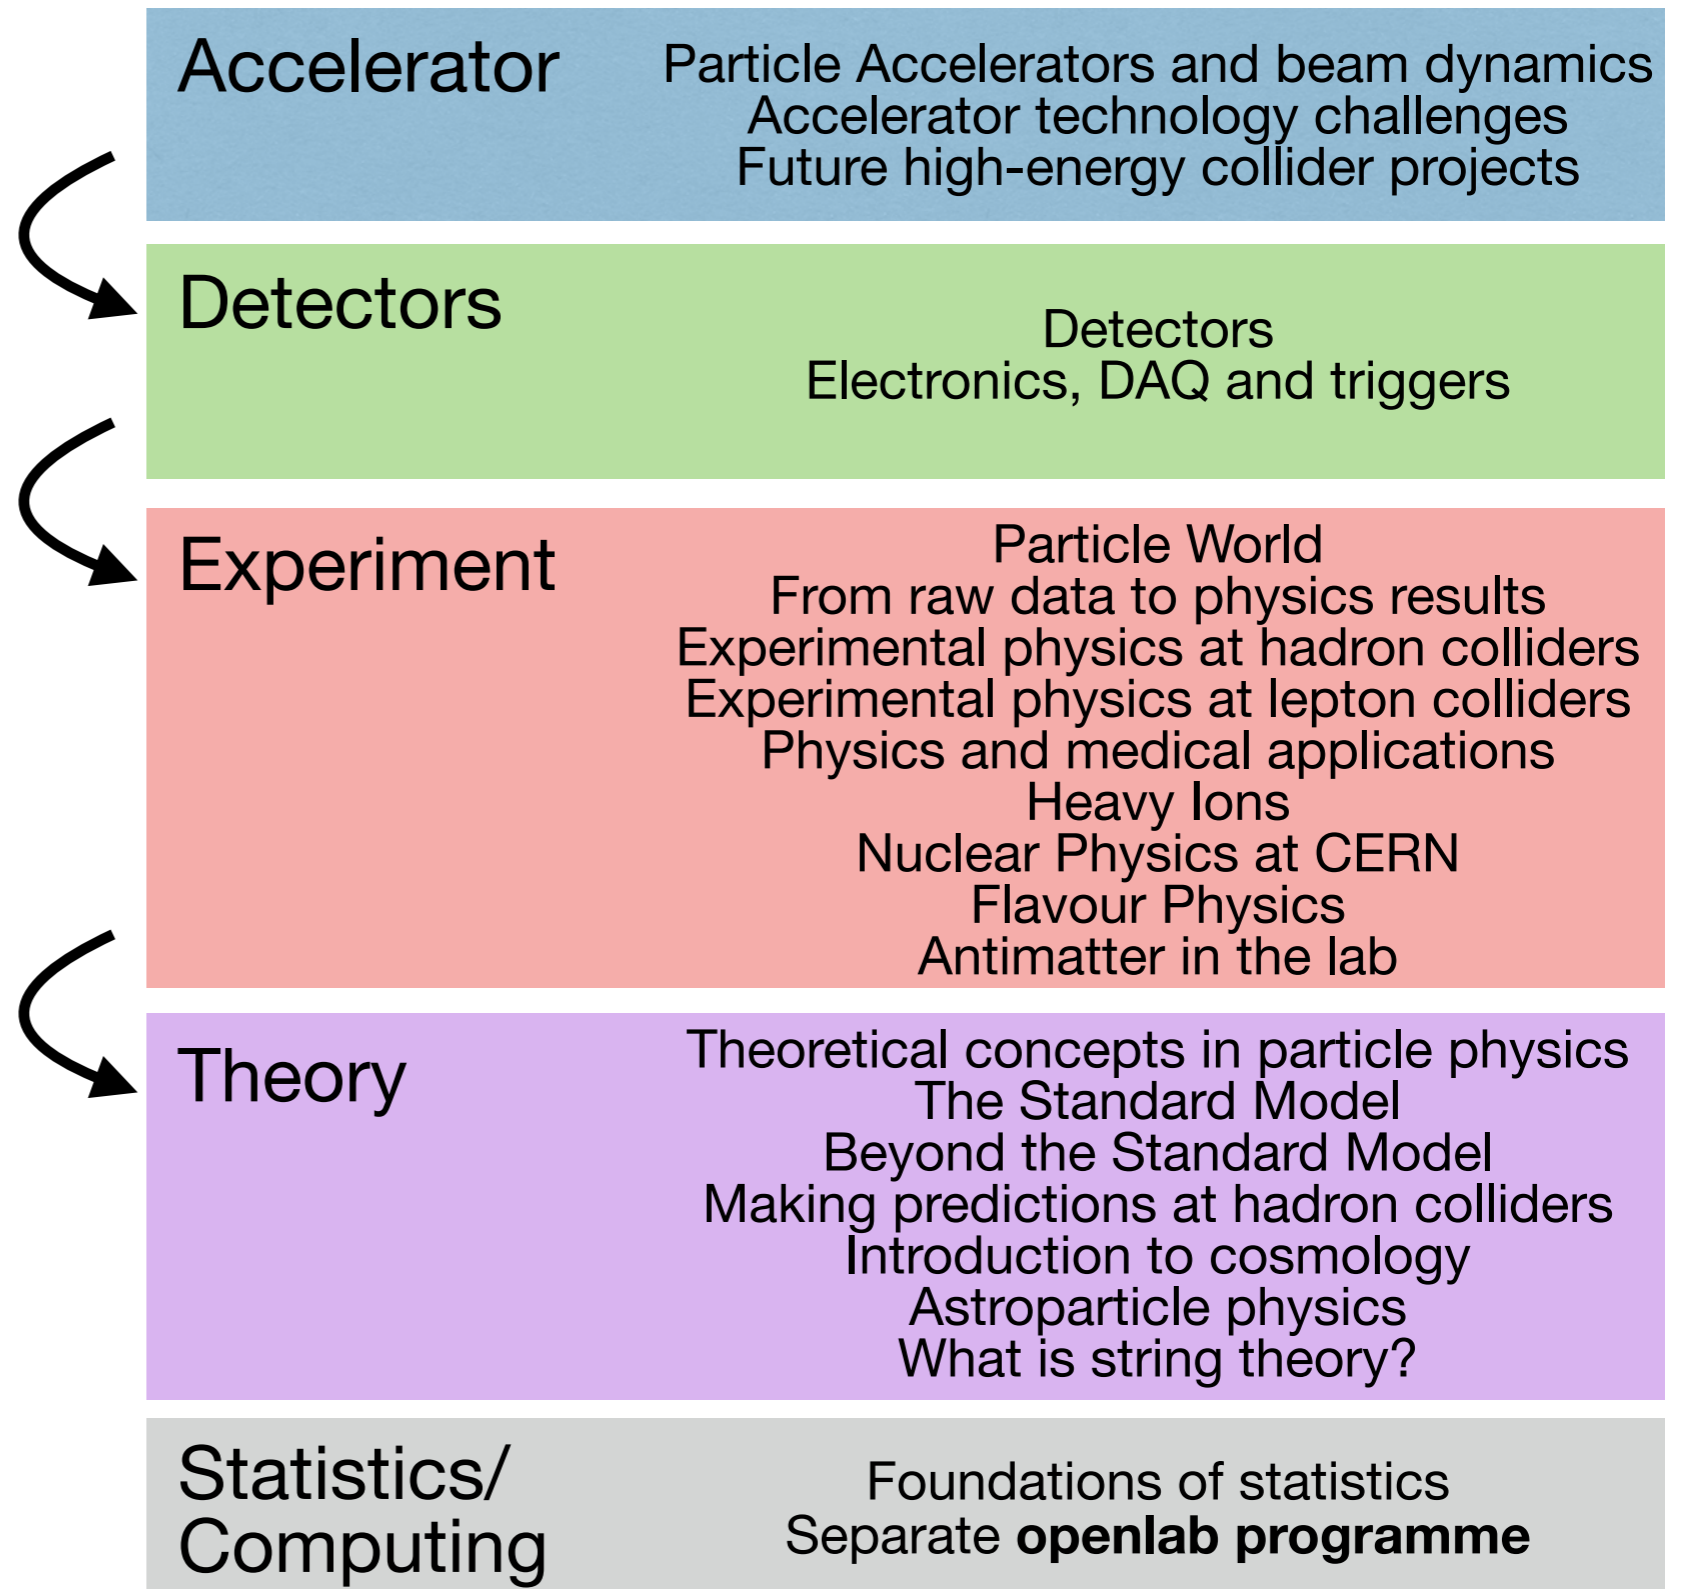 Accelerator
Particle Accelerators and beam dynamics
Accelerator technology challenges
Future high-energy collider projects
Detectors
Detectors
Electronics, DAQ and triggers
Experiment
Particle World
From raw data to physics results
Experimental physics at hadron colliders
Experimental physics at lepton colliders
Physics and medical applications
Heavy Ions
Nuclear Physics at CERN
Flavour Physics
Antimatter in the lab
Theory
Theoretical concepts in particle physics
The Standard Model
Beyond the Standard Model
Making predictions at hadron colliders
Introduction to cosmology
Astroparticle physics
What is string theory?
Statistics/
Computing
Foundations of statistics
Separate openlab programme